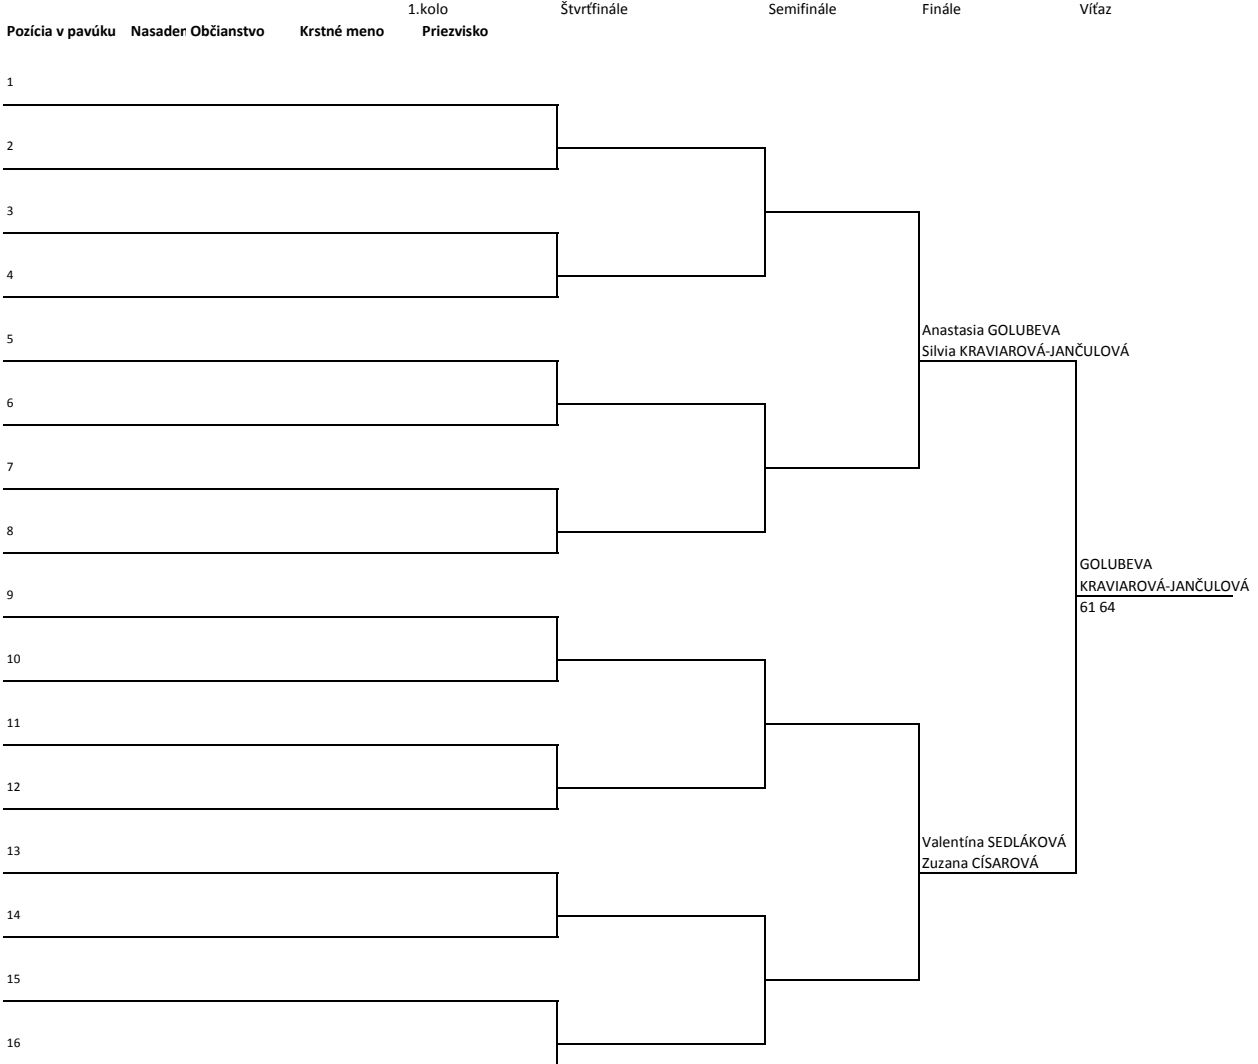 1.kolo Štvrťfinále Semifinále Finále Víťaz
Pozícia v pavúku Nasaden Občianstvo Krstné meno Priezvisko
1
2
3
4
5
Anastasia GOLUBEVA
Silvia KRAVIAROVÁ-JANČULOVÁ
6
7
8
GOLUBEVA
KRAVIAROVÁ-JANČULOVÁ
9
61 64
10
11
12
13
Valentína SEDLÁKOVÁ
Zuzana CÍSAROVÁ
14
15
16